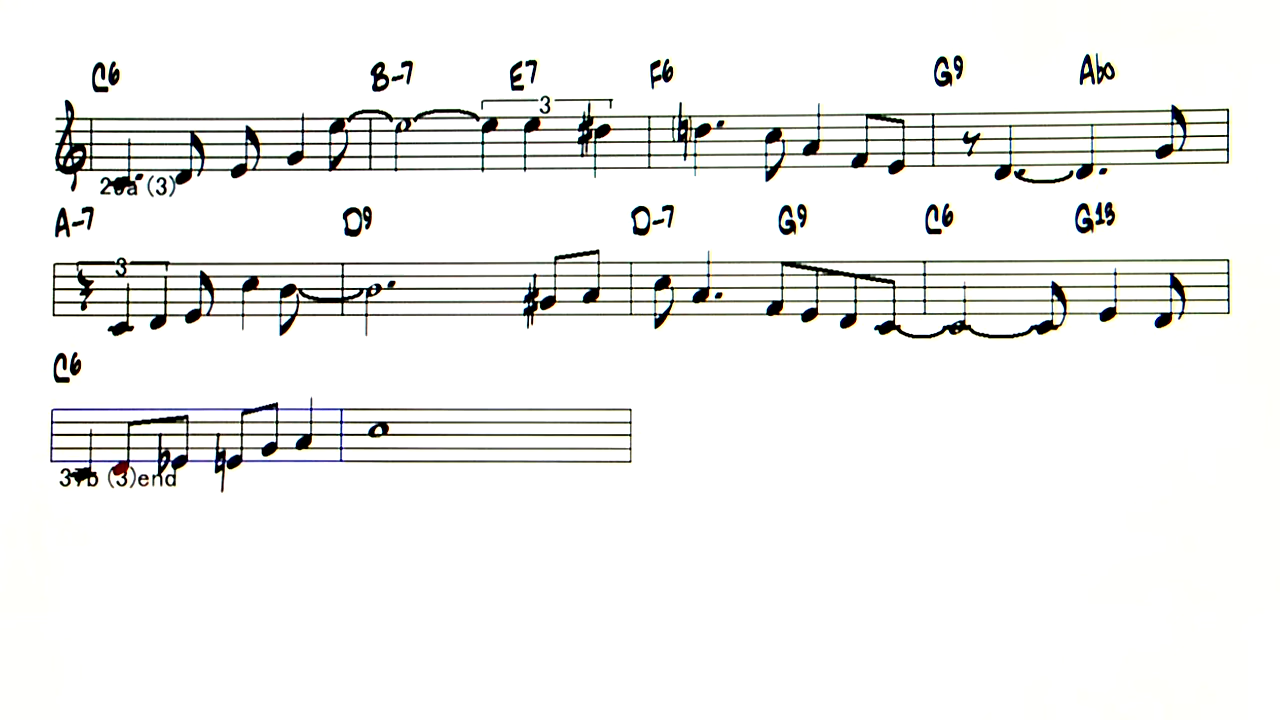 C6 B-7 E7 F6 G9 Abo
3
20a (3)
A-7 D9 D-7 G9 C6 G13
3
C6
37b (3)end